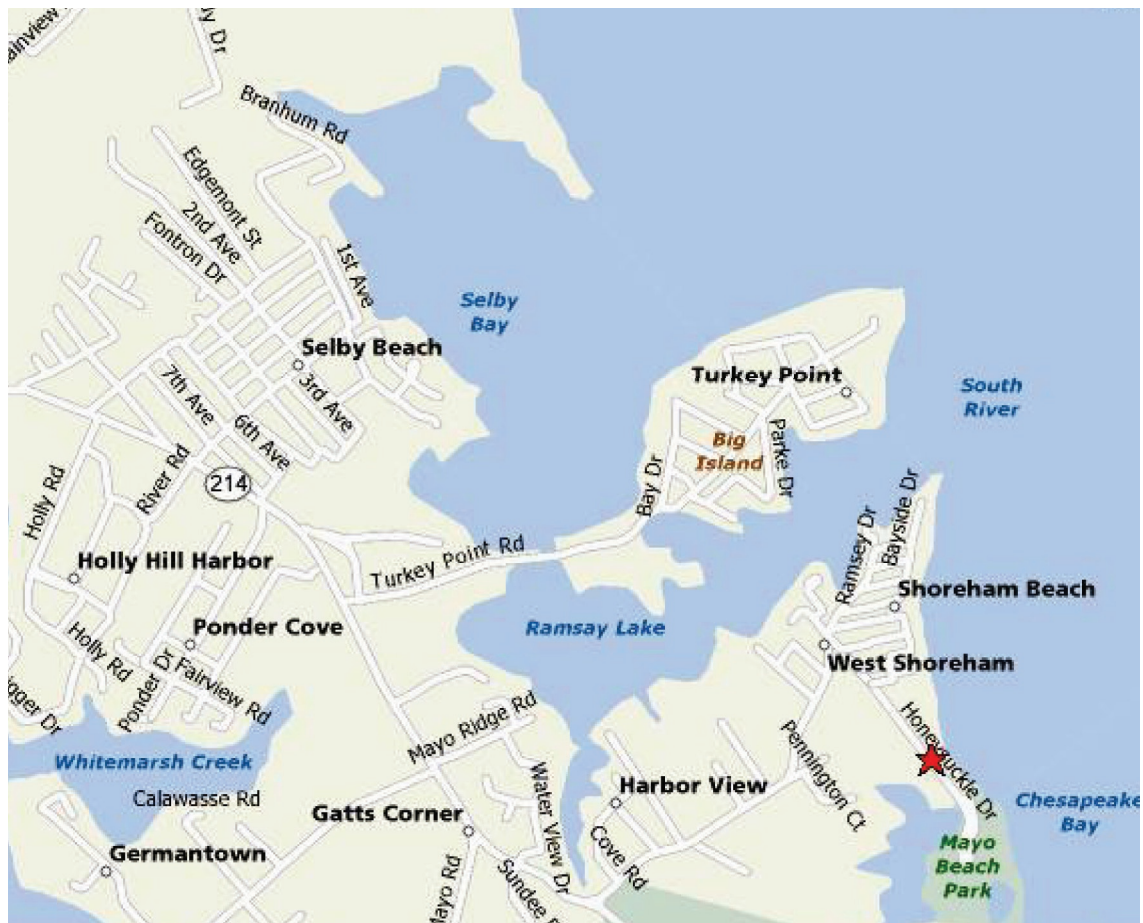 Branhum Rd
Edgemont St
2nd Ave
Fontron Dr
1st Ave
Selby
Bay
Selby Beach
3rd Ave
7th Ave
6th Ave
Turkey Point
South
River
Big
Island
Parke Dr
Bay Dr
214
River Rd
Holly Rd
Ramsey Dr
Bayside Dr
Turkey Point Rd
Holly Hill Harbor
Shoreham Beach
Ponder Cove
Ramsay Lake
Holly Rd
Ponder Dr
Fairview Rd
West Shoreham
Mayo Ridge Rd
Whitemarsh Creek
Calawasse Rd
Pennington Ct
Water View Dr
Harbor View
Chesapeake
Bay
Gatts Corner
Mayo
Beach
Park
Germantown
Cove Rd
Mayo Rd
Sundee